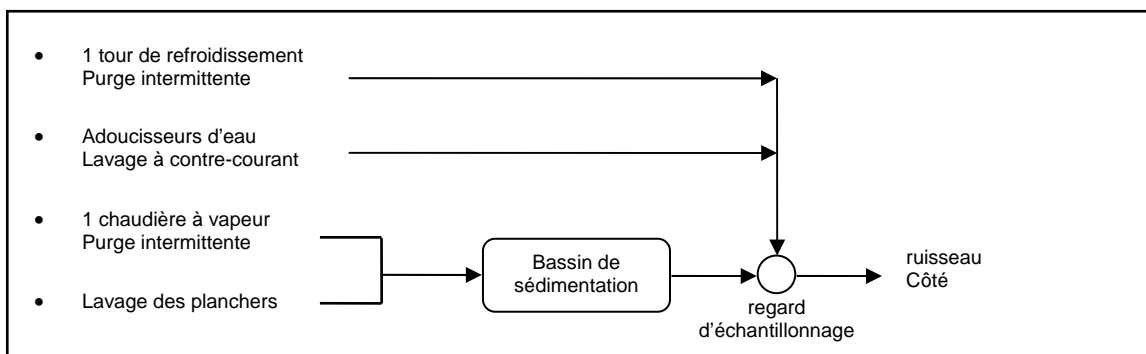 • 1 tour de refroidissement
Purge intermittente
• Adoucisseurs d'eau
Lavage à contre-courant
• 1 chaudière à vapeur
Purge intermittente
• Lavage des planchers
Bassin de
sédimentation
regard
d'échantillonnage
ruisseau
Côté